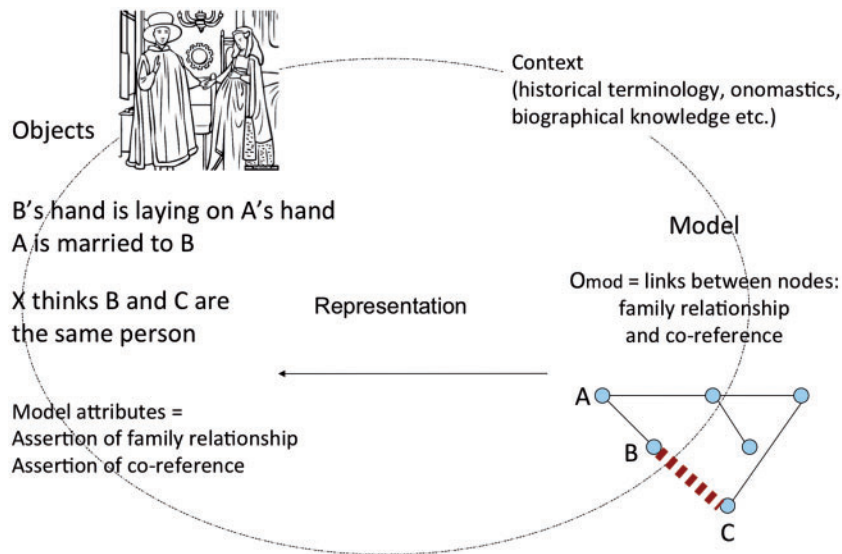 Context
(historical terminology, onomastics,
biographical knowledge etc.)
Objects
B's hand is laying on A's hand
A is married to B
X thinks B and C are
the same person
Representation
Model
Omod = links between nodes:
family relationship
and co-reference
Model attributes =
Assertion of family relationship
Assertion of co-reference
A
B
C